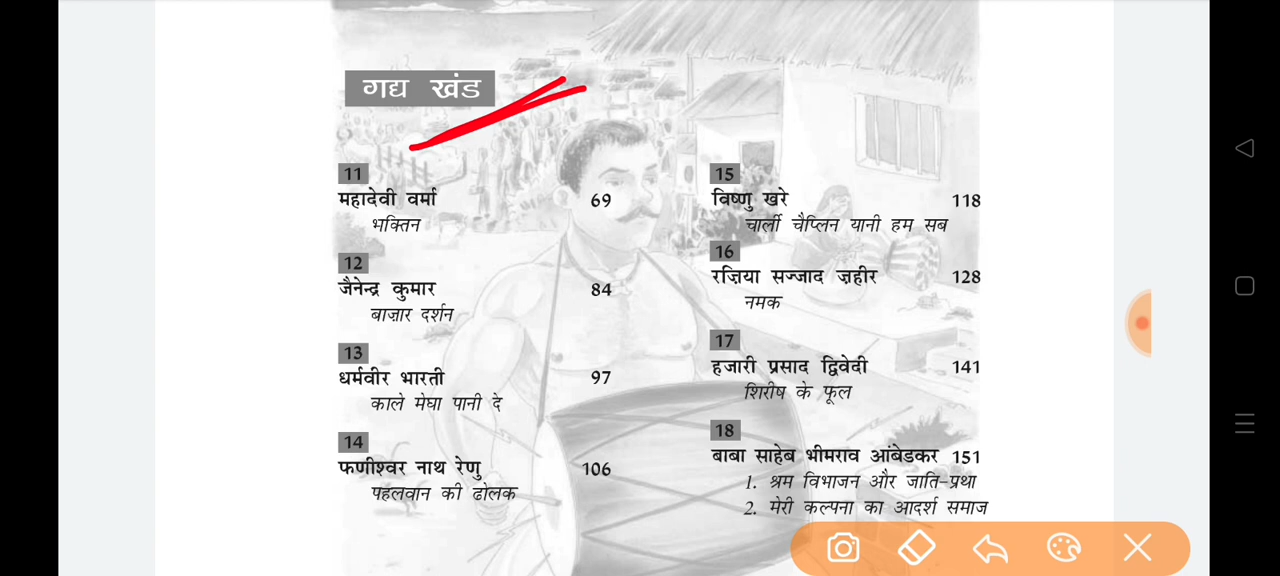 गद्य खंड
11
महादेवी वर्मा 69
भक्तिन
12
जैनेन्द्र कुमार 84
बाज़ार दर्शन
13
धर्मवीर भारती 97
काले मेघा पानी दे
14
फणीश्वर नाथ रेणु 106
पहलवान की ढोलक
15
विष्णु खरे 118
चार्ली चैप्लिन यानी हम सब
16
रज़िया सज्जाद ज़हीर 128
नमक
17
हजारी प्रसाद द्विवेदी 141
शिरीष के फूल
18
बाबा साहेब भीमराव आंबेडकर 151
1. श्रम विभाजन और जाति-प्रथा
2. मेरी कल्पना का आदर्श समाज